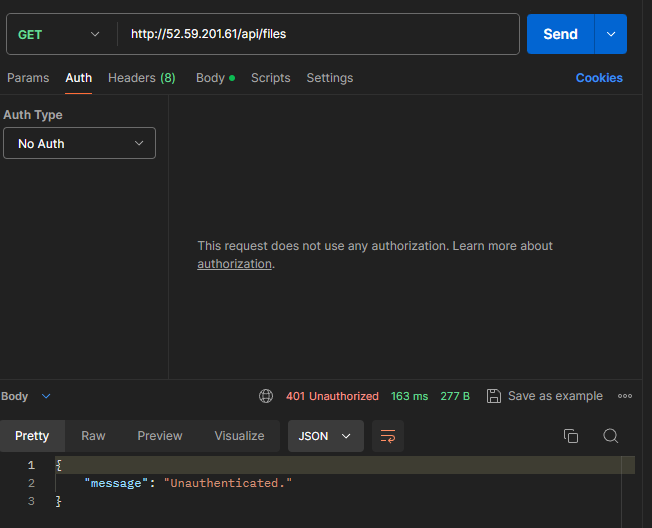 GET http://52.59.201.61/api/files Send
Params Auth Headers (8) Body Scripts Settings Cookies
Auth Type
No Auth
This request does not use any authorization. Learn more about
authorization.
Body 401 Unauthorized 163 ms 277 B Save as example
Pretty Raw Preview Visualize JSON
1 {
2 "message": "Unauthenticated."
3 }